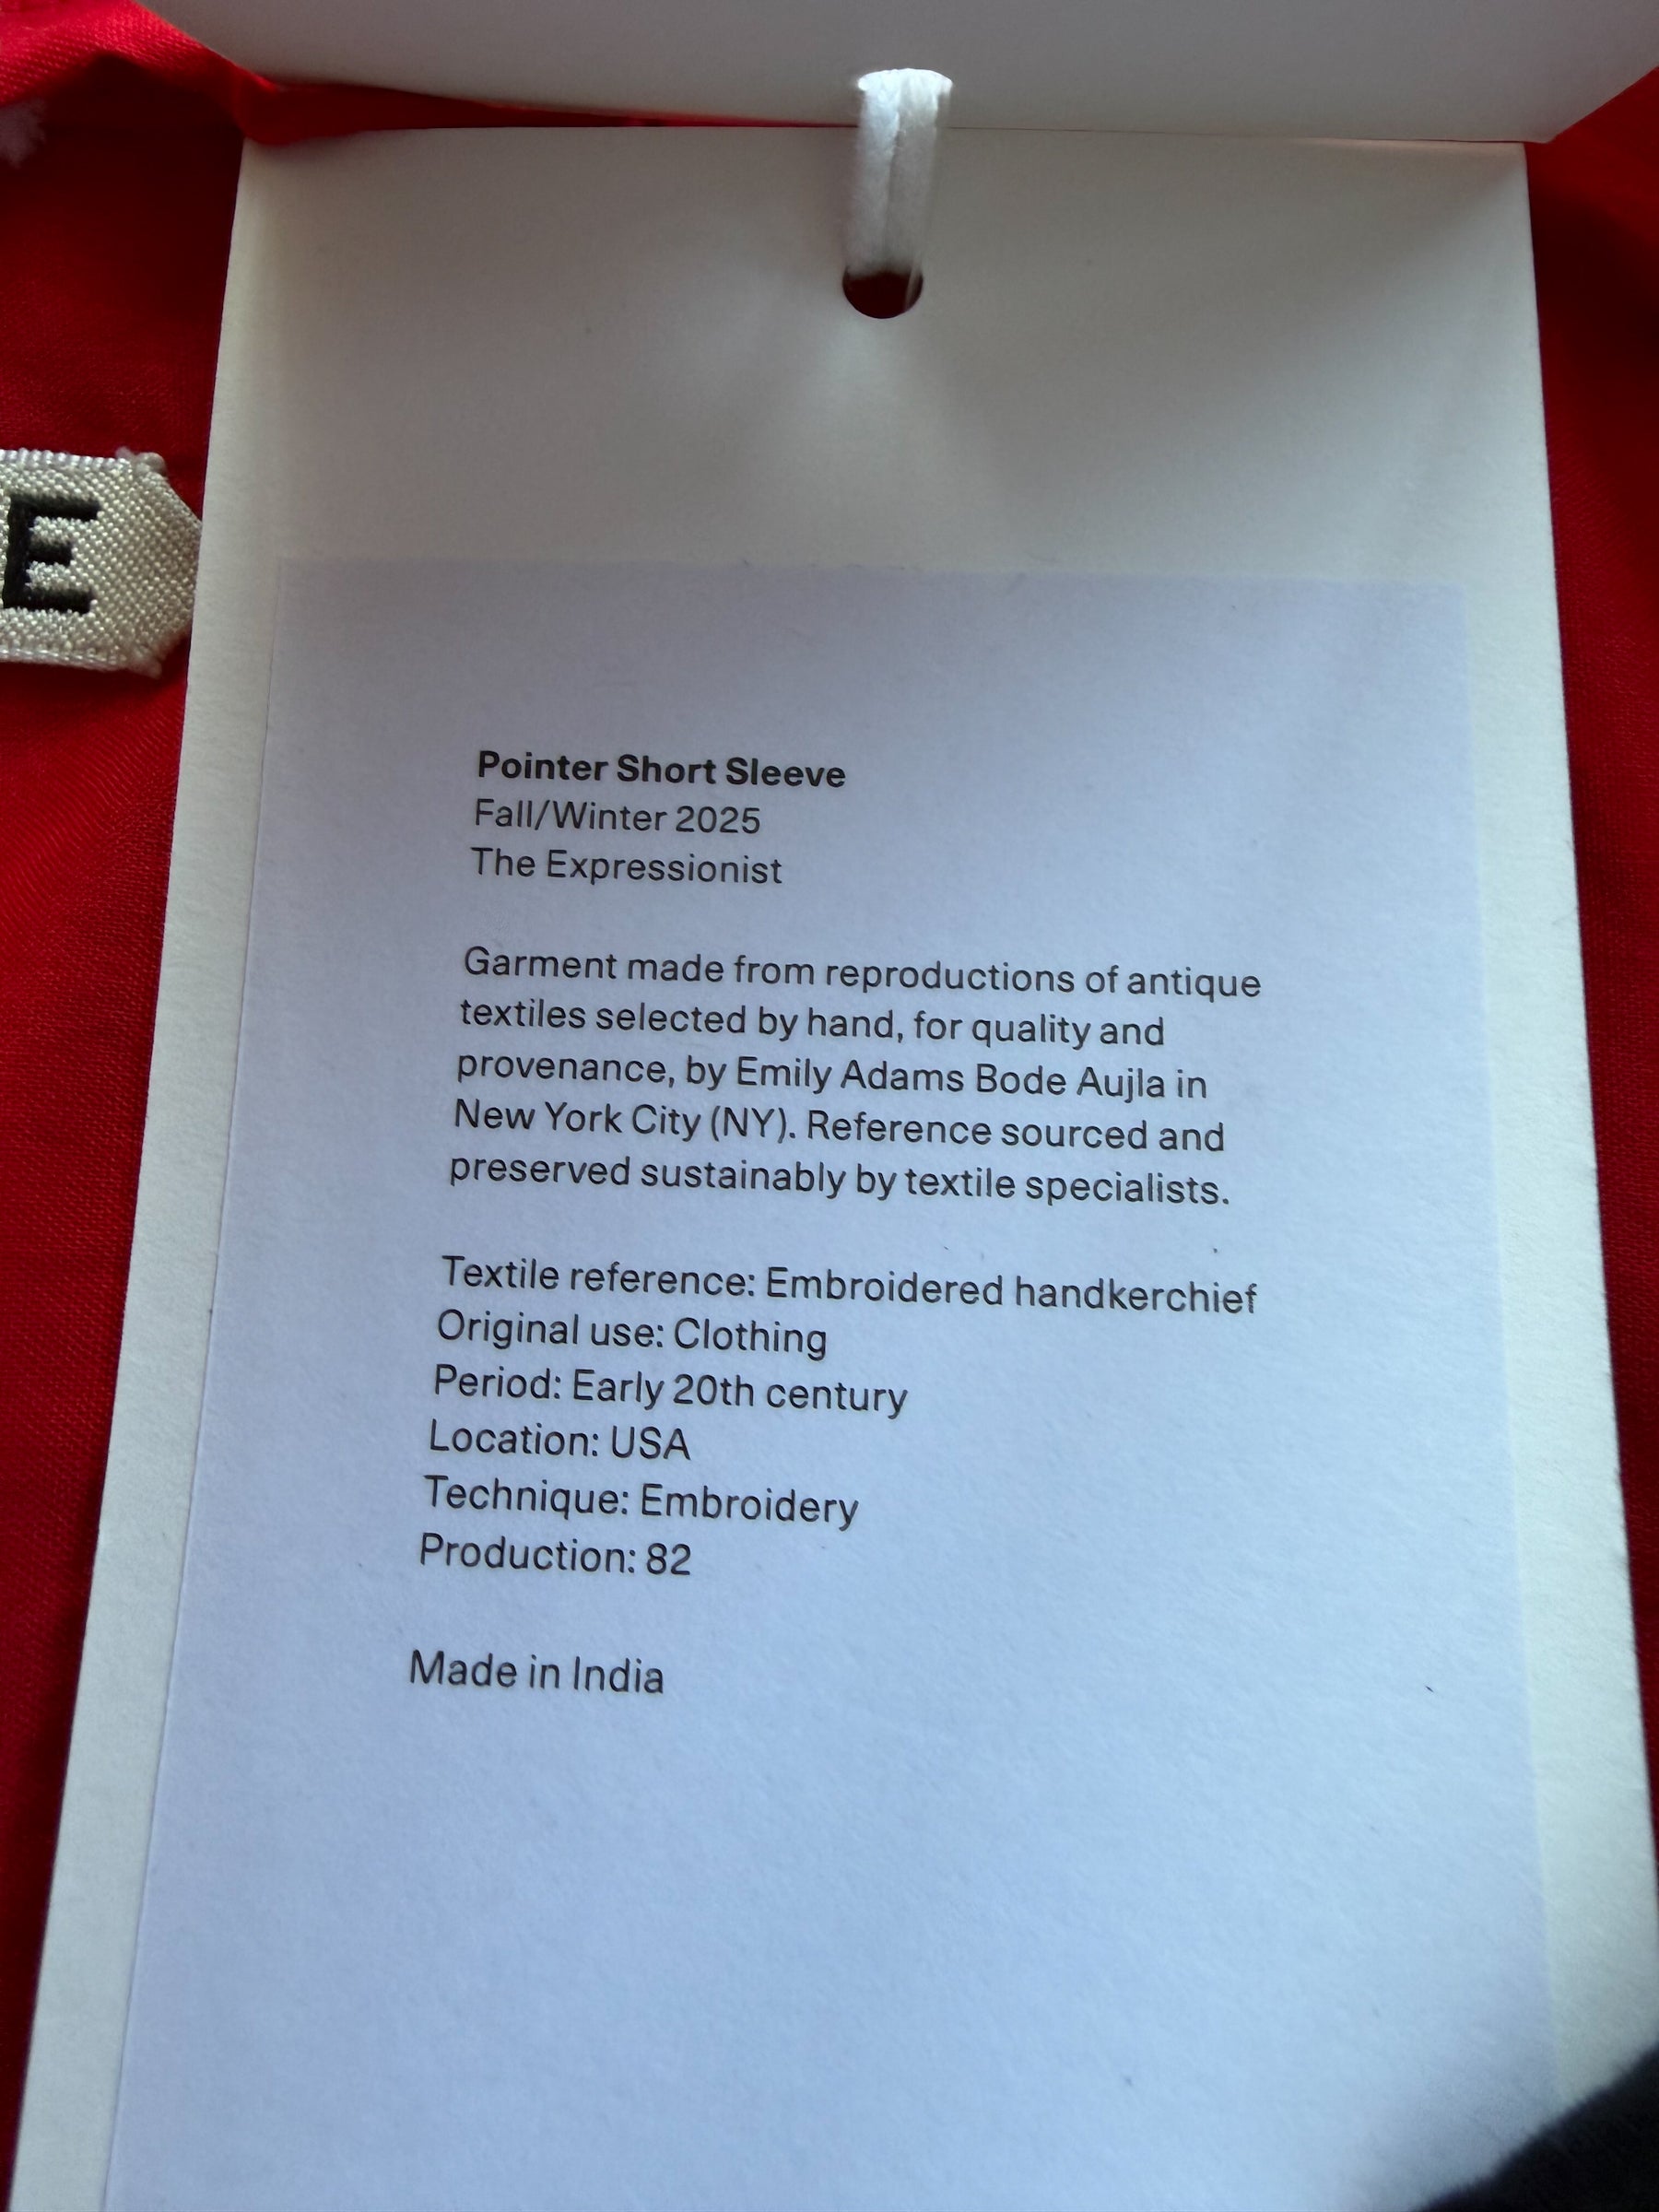 E
Pointer Short Sleeve
Fall/Winter 2025
The Expressionist
Garment made from reproductions of antique
textiles selected by hand, for quality and
provenance, by Emily Adams Bode Aujla in
New York City (NY). Reference sourced and
preserved sustainably by textile specialists.
Textile reference: Embroidered handkerchief
Original use: Clothing
Period: Early 20th century
Location: USA
Technique: Embroidery
Production: 82
Made in India